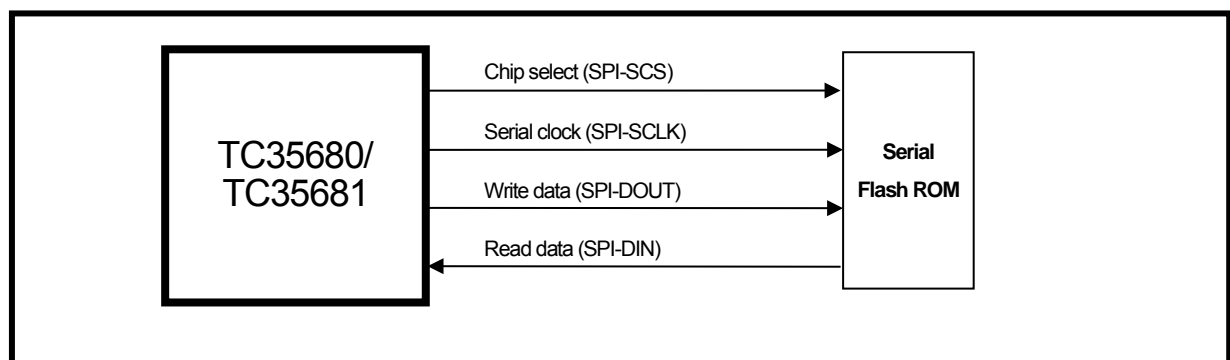 Chip select (SPI-SCS)
Serial clock (SPI-SCLK)
TC35680/
TC35681
Serial
Flash ROM
Write data (SPI-DOUT)
Read data (SPI-DIN)